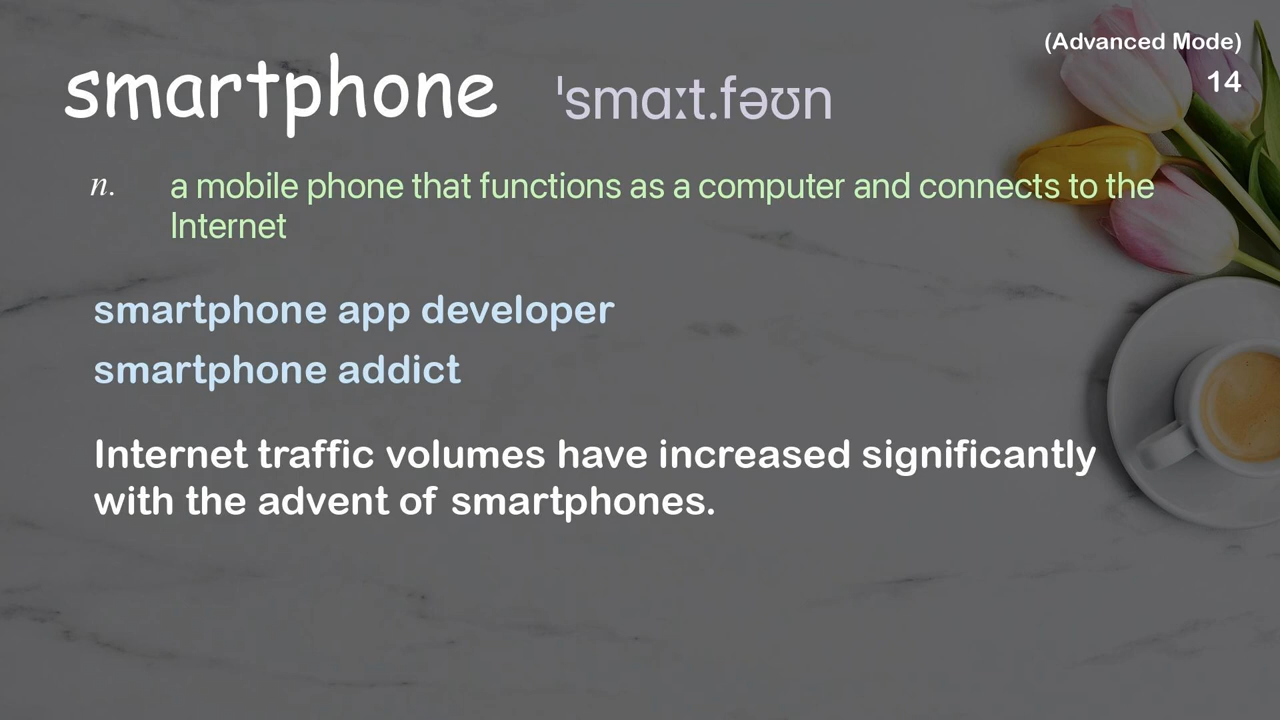 (Advanced Mode)
14
smartphone ˈsmɑːt.fəʊn
n. a mobile phone that functions as a computer and connects to the
Internet
smartphone app developer
smartphone addict
Internet traffic volumes have increased significantly
with the advent of smartphones.